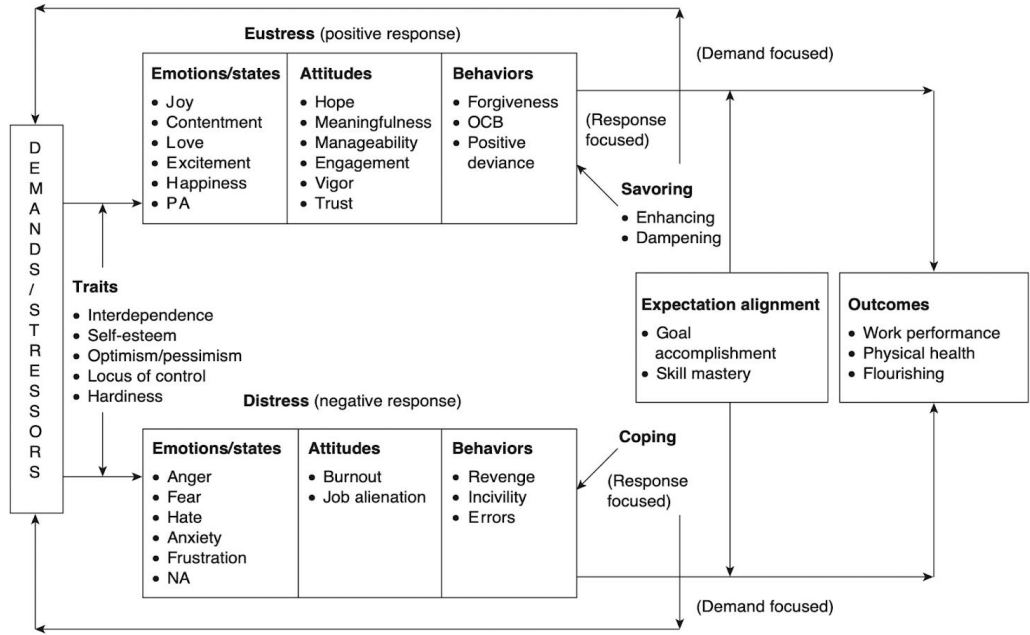 Eustress (positive response)
(Demand focused)
Emotions/states
• Joy
• Contentment
• Love
• Excitement
• Happiness
• PA
Attitudes
• Hope
• Meaningfulness
• Manageability
• Engagement
• Vigor
• Trust
Behaviors
• Forgiveness
• OCB
• Positive
deviance
(Response
focused)
Savoring
• Enhancing
• Dampening
DEMANDS/STRESSORS
Traits
• Interdependence
• Self-esteem
• Optimism/pessimism
• Locus of control
• Hardiness
Expectation alignment
• Goal
accomplishment
• Skill mastery
Outcomes
• Work performance
• Physical health
• Flourishing
Distress (negative response)
Emotions/states
• Anger
• Fear
• Hate
• Anxiety
• Frustration
• NA
Attitudes
• Burnout
• Job alienation
Behaviors
• Revenge
• Incivility
• Errors
Coping
(Response
focused)
(Demand focused)